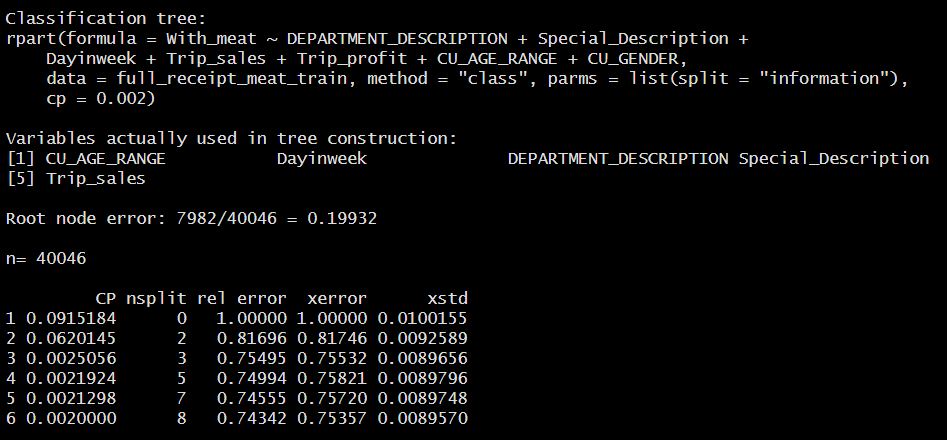 Classification tree:
rpart(formula = With_meat ~ DEPARTMENT_DESCRIPTION + Special_Description +
    Dayinweek + Trip_sales + Trip_profit + CU_AGE_RANGE + CU_GENDER,
    data = full_receipt_meat_train, method = "class", parms = list(split = "information"),
    cp = 0.002)

Variables actually used in tree construction:
[1] CU_AGE_RANGE           Dayinweek              DEPARTMENT_DESCRIPTION Special_Description
[5] Trip_sales

Root node error: 7982/40046 = 0.19932

n= 40046

         CP nsplit rel error  xerror      xstd
1 0.0915184      0   1.00000 1.00000 0.0100155
2 0.0620145      2   0.81696 0.81746 0.0092589
3 0.0025056      3   0.75495 0.75532 0.0089656
4 0.0021924      5   0.74994 0.75821 0.0089796
5 0.0021298      7   0.74555 0.75720 0.0089748
6 0.0020000      8   0.74342 0.75357 0.0089570